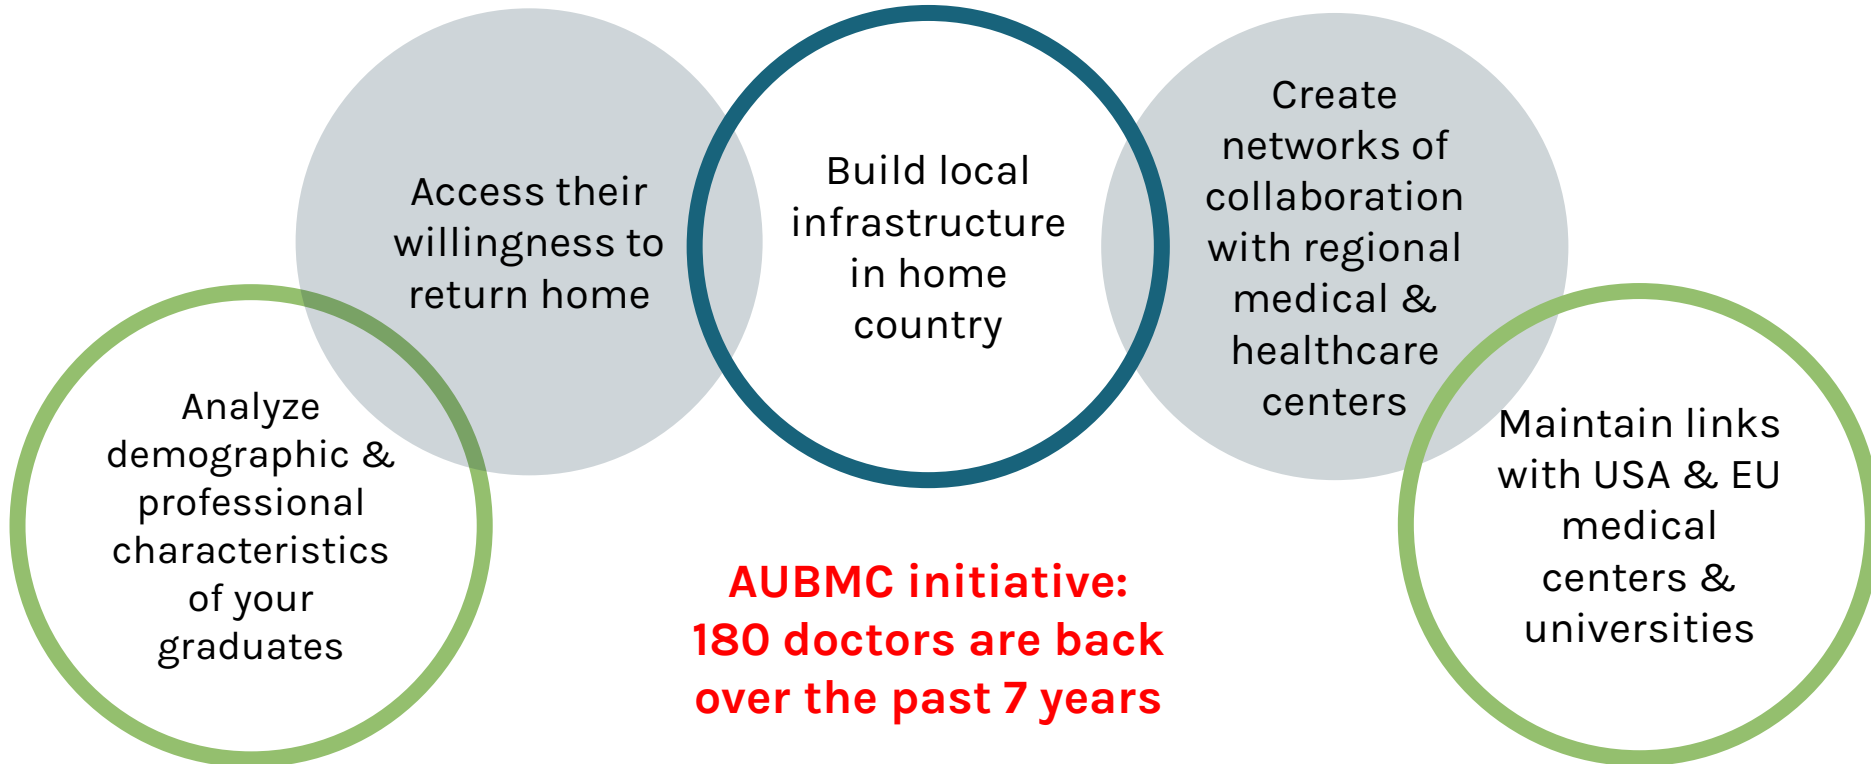 Analyze
demographic &
professional
characteristics
of your
graduates
Access their
willingness to
return home
Build local
infrastructure
in home
country
Create
networks of
collaboration
with regional
medical &
healthcare
centers
Maintain links
with USA & EU
medical
centers &
universities
AUBMC initiative:
180 doctors are back
over the past 7 years